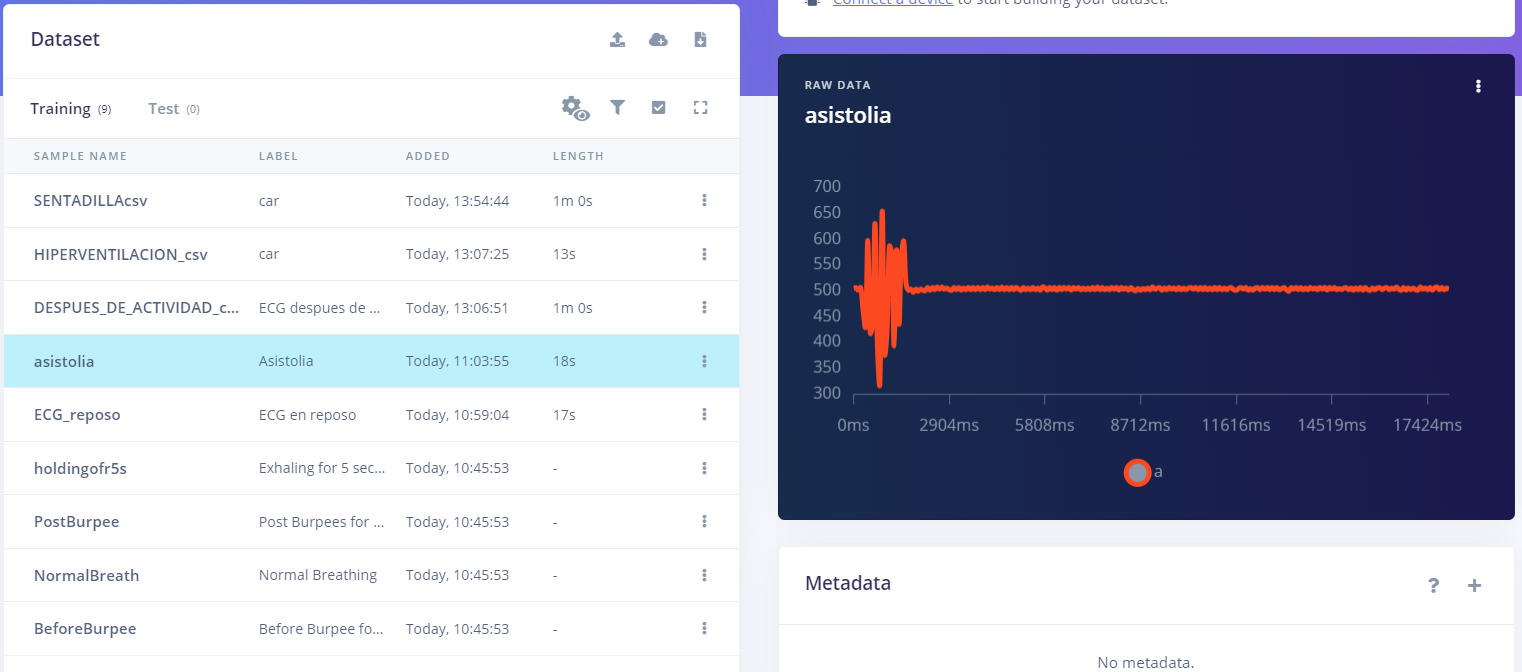 Connect a device to start building your dataset.
Dataset
Training (9) Test (0)
SAMPLE NAME LABEL ADDED LENGTH
SENTADILLAcsv car Today, 13:54:44 1m 0s
HIPERVENTILACION_csv car Today, 13:07:25 13s
DESPUES_DE_ACTIVIDAD_c... ECG despues de ... Today, 13:06:51 1m 0s
asistolia Asistolia Today, 11:03:55 18s
ECG_reposo ECG en reposo Today, 10:59:04 17s
holdingofr5s Exhaling for 5 sec... Today, 10:45:53 -
PostBurpee Post Burpees for ... Today, 10:45:53 -
NormalBreath Normal Breathing Today, 10:45:53 -
BeforeBurpee Before Burpee fo... Today, 10:45:53 -
RAW DATA
asistolia
700
650
600
550
500
450
400
350
300
0ms 2904ms 5808ms 8712ms 11616ms 14519ms 17424ms
a
Metadata
?
No metadata.